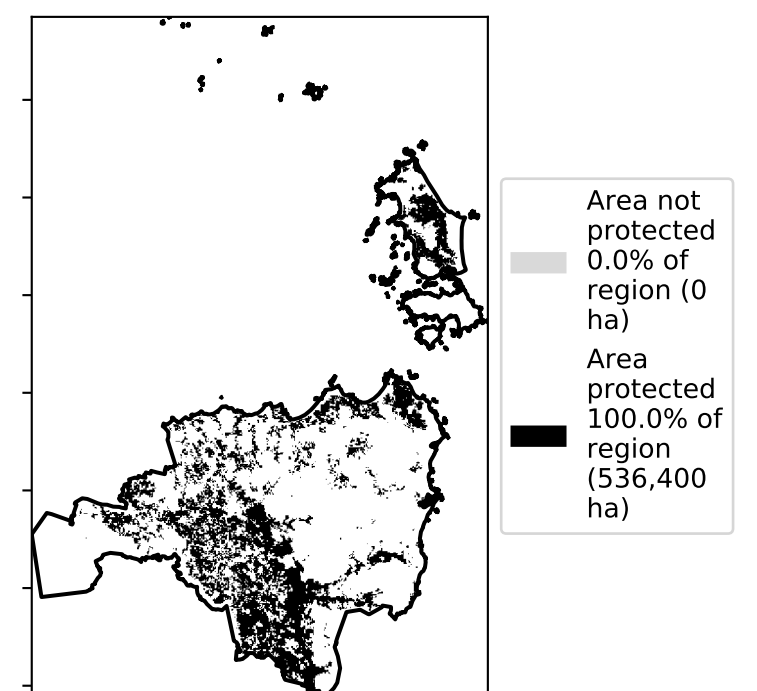 Area not
protected
0.0% of
region (0
ha)
Area
protected
100.0% of
region
(536,400
ha)